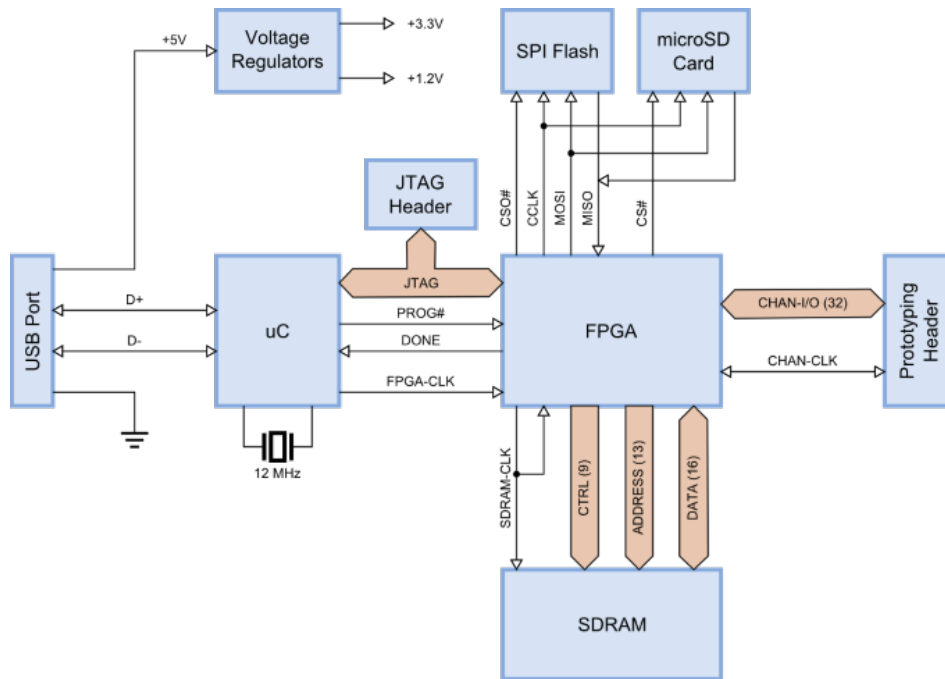 +5V
Voltage
Regulators
+3.3V
+1.2V
SPI Flash
microSD
Card
JTAG
Header
CSO#
CCLK
MOSI
MISO
CS#
USB Port
D+
D-
uC
JTAG
PROG#
DONE
FPGA-CLK
12 MHz
FPGA
CHAN-I/O (32)
CHAN-CLK
Prototyping
Header
SDRAM-CLK
CTRL (9)
ADDRESS (13)
DATA (16)
SDRAM